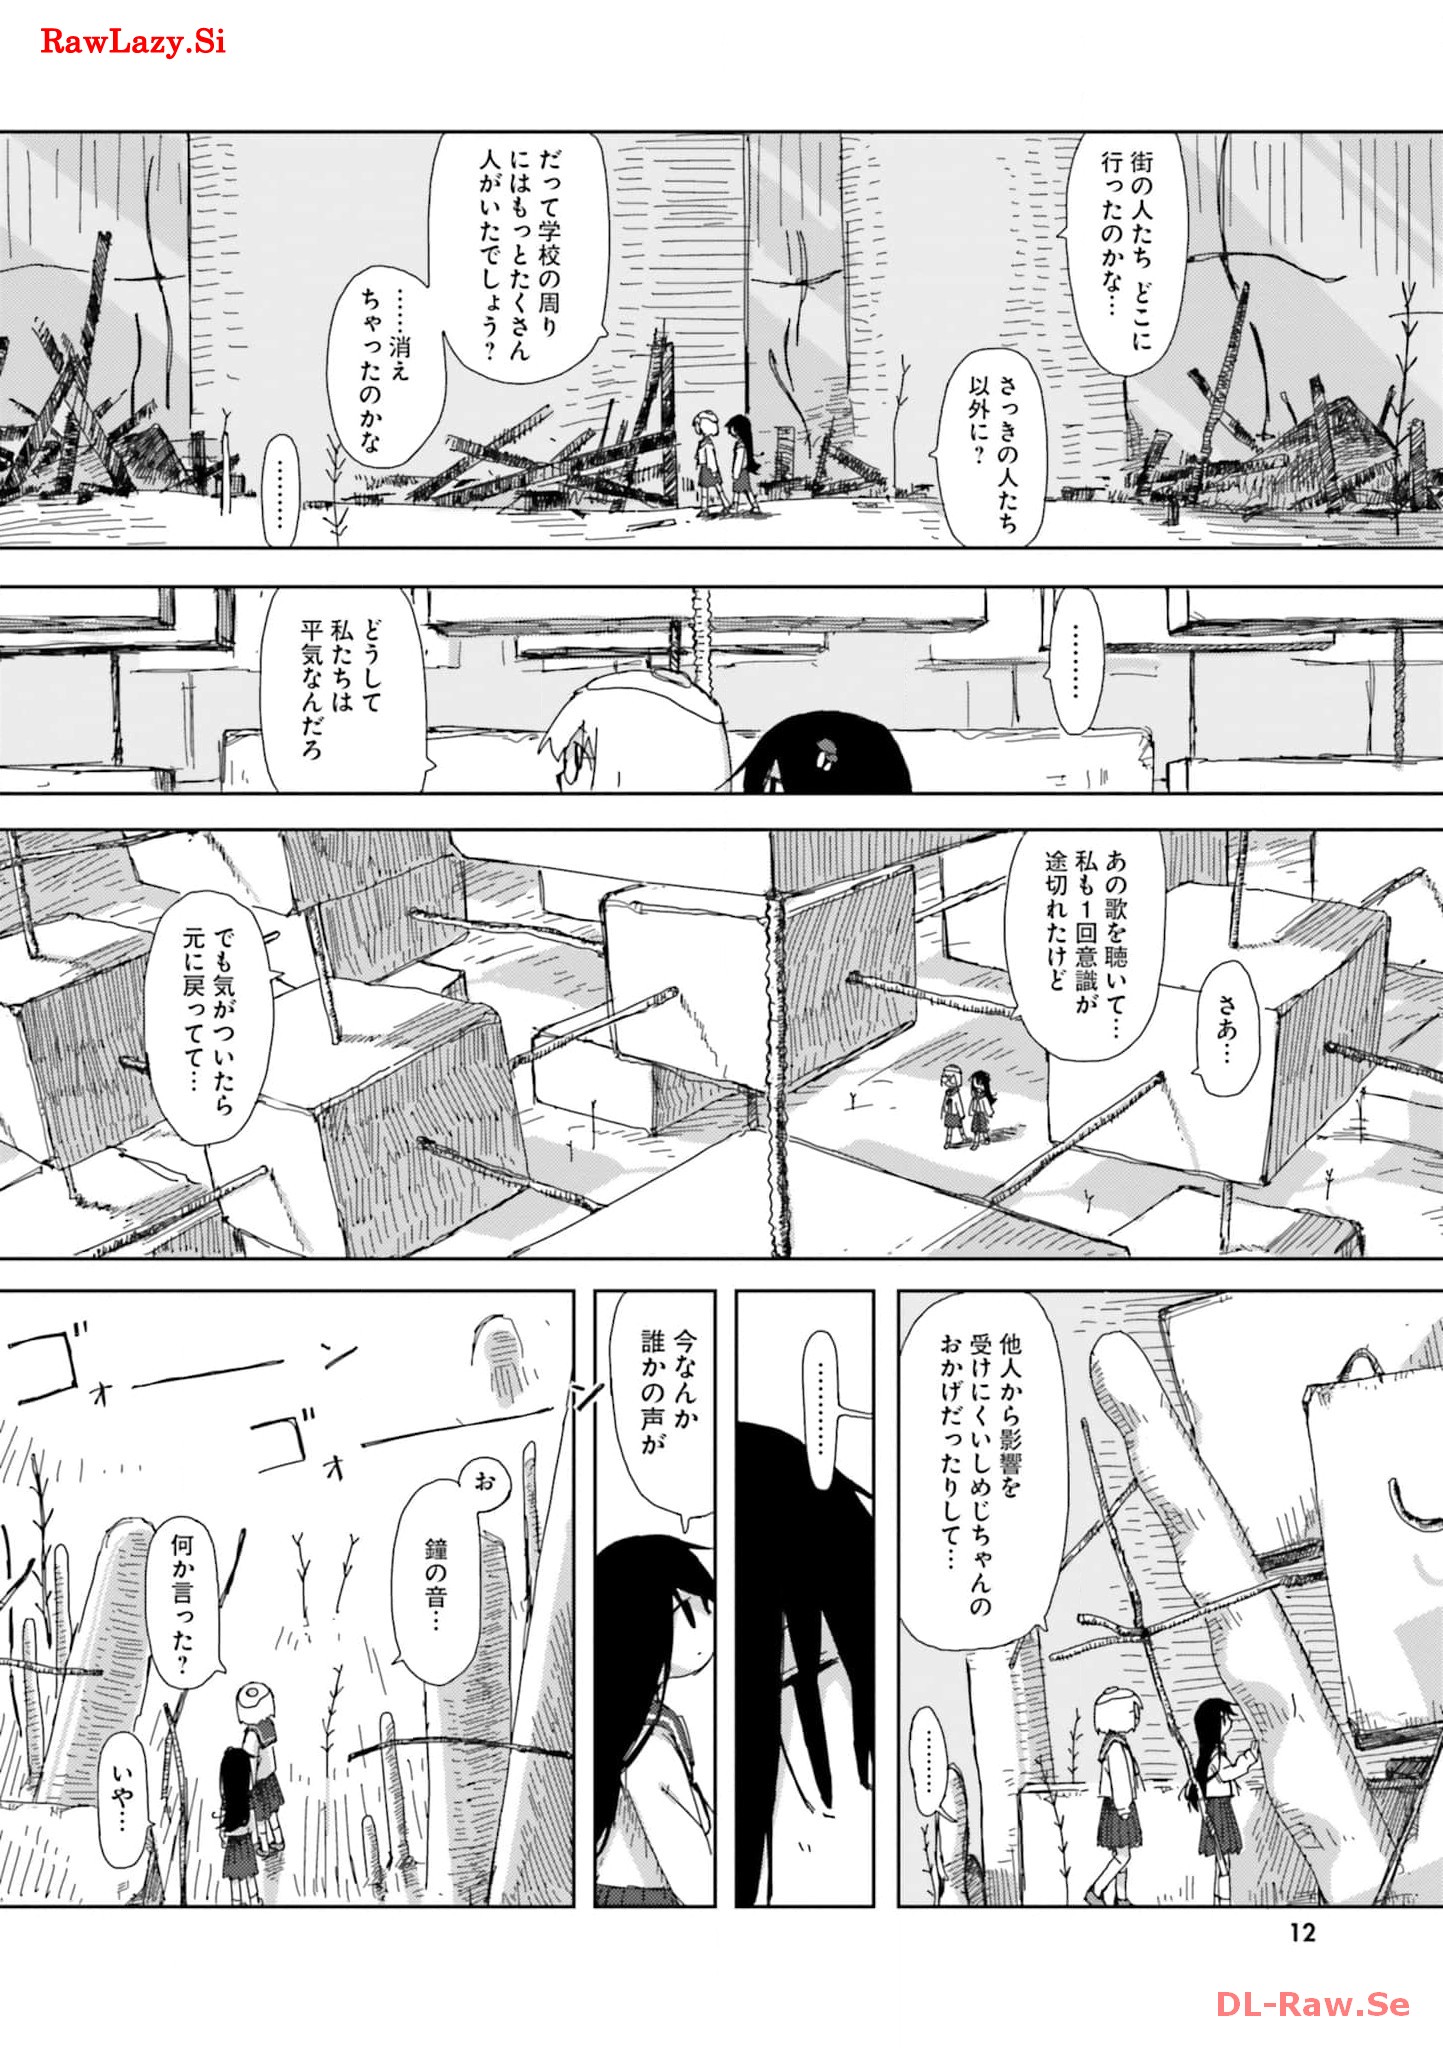 RawLazy.Si
街の人たち どこに
行ったのかな…
さっきの人たち
以外に?
だって学校の周り
にはもっとたくさん
人がいたでしょう?
……消え
ちゃったのかな
………
………
どうして
私たちは
平気なんだろ
さあ…
あの歌を聴いて…
私も1回意識が
途切れたけど
でも気がついたら
元に戻ってて…
他人から影響を
受けにくいしめじちゃんの
おかげだったりして…
………
………
今なんか
誰かの声が
ゴォーン
ゴォーン
お
鐘の音…
何か言った?
いや…
12
DL-Raw.Se